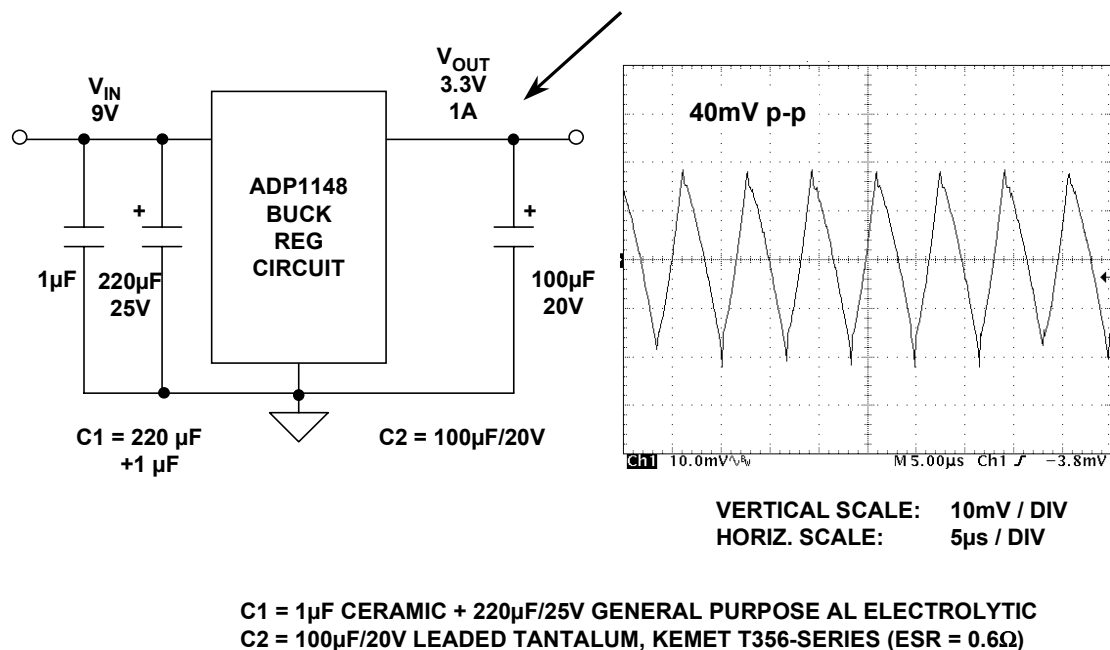 V_IN
9V
V_OUT
3.3V
1A
ADP1148
BUCK
REG
CIRCUIT
+
+
1µF
220µF
25V
100µF
20V
C1 = 220 µF
+1 µF
C2 = 100µF/20V
40mV p-p
Ch1 10.0mV∿BW M 5.00µs Ch1 ƒ −3.8mV
VERTICAL SCALE: 10mV / DIV
HORIZ. SCALE: 5µs / DIV
C1 = 1µF CERAMIC + 220µF/25V GENERAL PURPOSE AL ELECTROLYTIC
C2 = 100µF/20V LEADED TANTALUM, KEMET T356-SERIES (ESR = 0.6Ω)